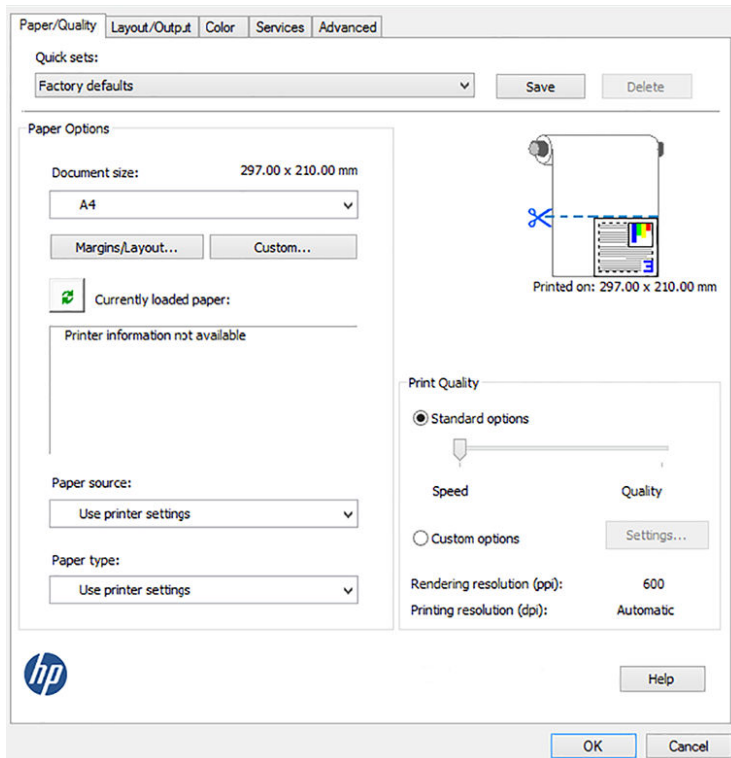 Paper/Quality Layout/Output Color Services Advanced
Quick sets:
Factory defaults
Save
Delete
Paper Options
Document size: 297.00 x 210.00 mm
A4
Margins/Layout... Custom...
Currently loaded paper:
Printer information not available
Paper source:
Use printer settings
Paper type:
Use printer settings
Printed on: 297.00 x 210.00 mm
Print Quality
Standard options
Speed Quality
Custom options Settings...
Rendering resolution (ppi): 600
Printing resolution (dpi): Automatic
hp
Help
OK Cancel